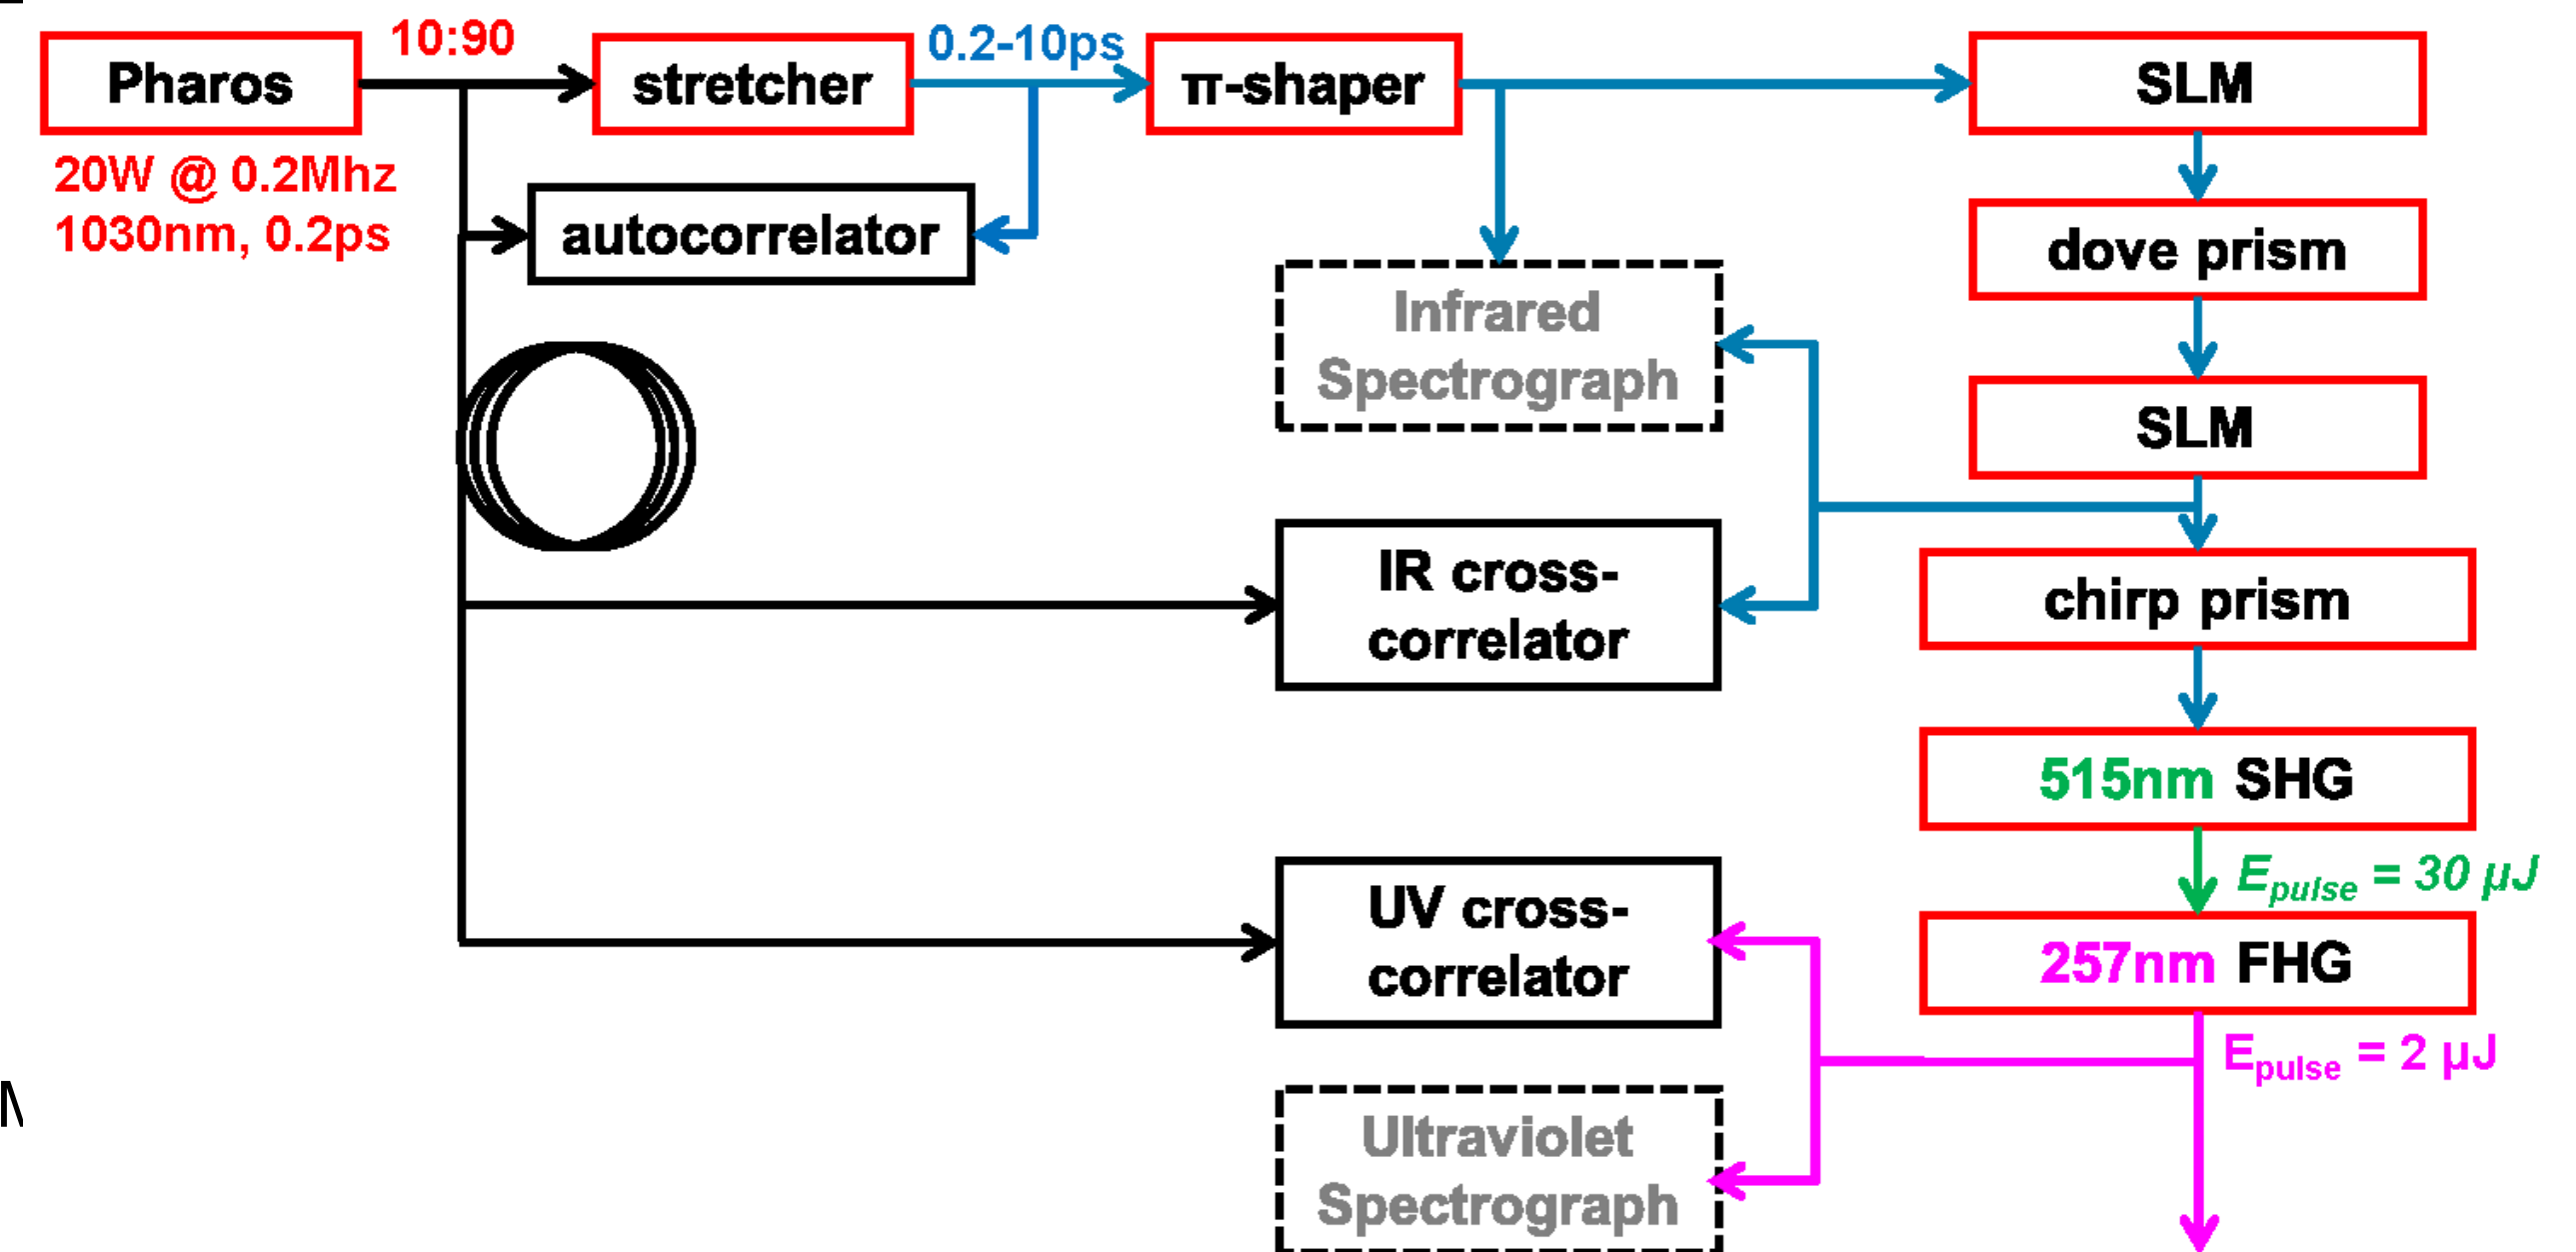 10:90
0.2-10ps
Pharos
stretcher
π-shaper
SLM
20W @ 0.2Mhz
1030nm, 0.2ps
autocorrelator
dove prism
Infrared
Spectrograph
SLM
IR cross-
correlator
chirp prism
515nm SHG
Epulse = 30 µJ
UV cross-
correlator
257nm FHG
Epulse = 2 µJ
Ultraviolet
Spectrograph